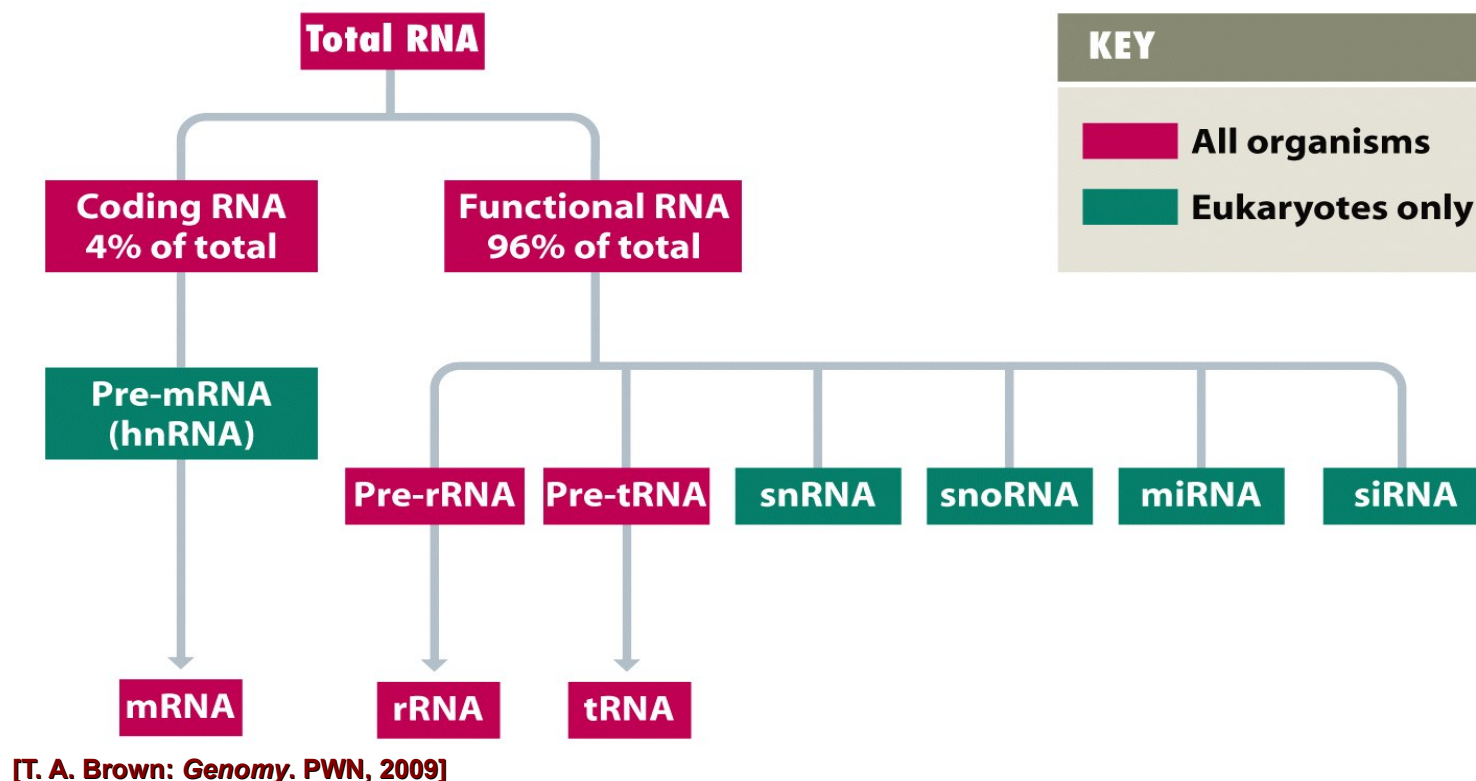 Total RNA
KEY
All organisms
Eukaryotes only
Coding RNA
4% of total
Functional RNA
96% of total
Pre-mRNA
(hnRNA)
Pre-rRNA
Pre-tRNA
snRNA
snoRNA
miRNA
siRNA
mRNA
rRNA
tRNA
[T. A. Brown: Genomy, PWN, 2009]